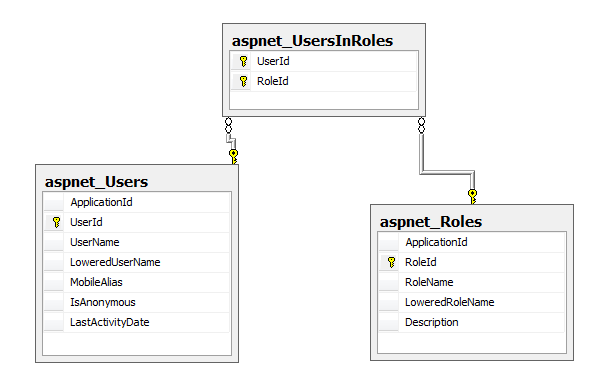 aspnet_UsersInRoles
UserId
RoleId
aspnet_Users
ApplicationId
UserId
UserName
LoweredUserName
MobileAlias
IsAnonymous
LastActivityDate
aspnet_Roles
ApplicationId
RoleId
RoleName
LoweredRoleName
Description